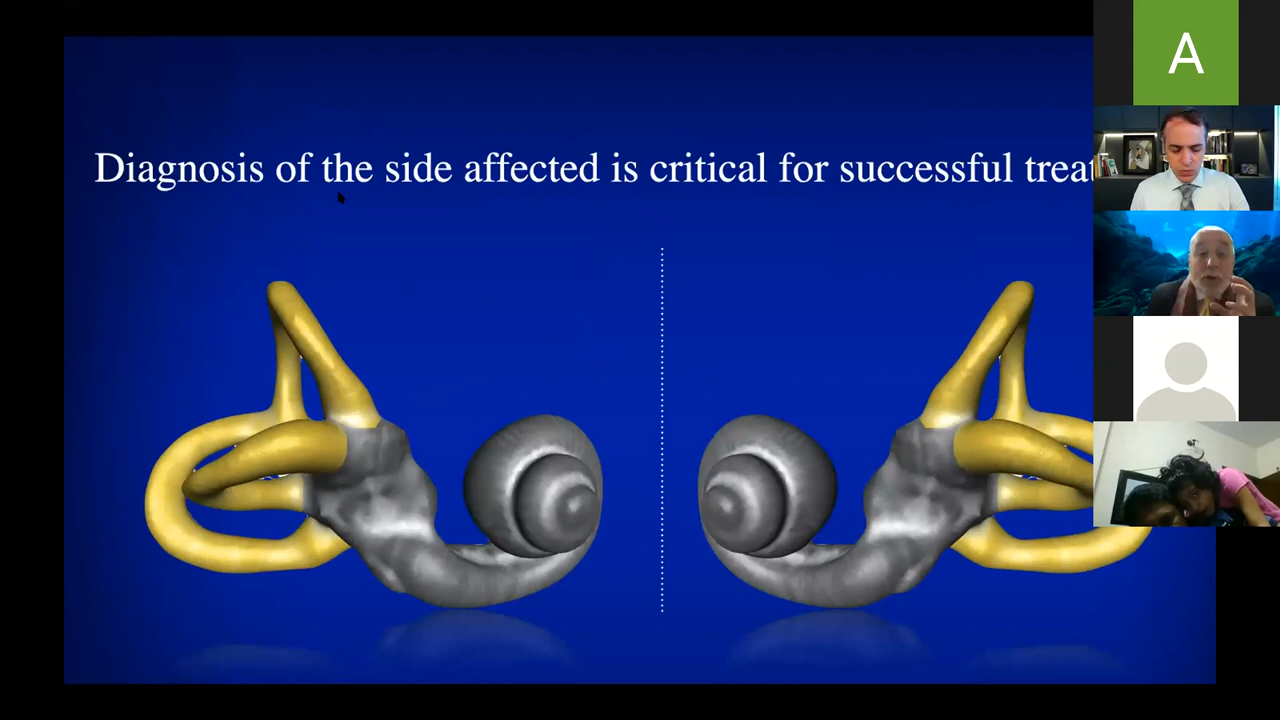 Diagnosis of the side affected is critical for successful treat
A